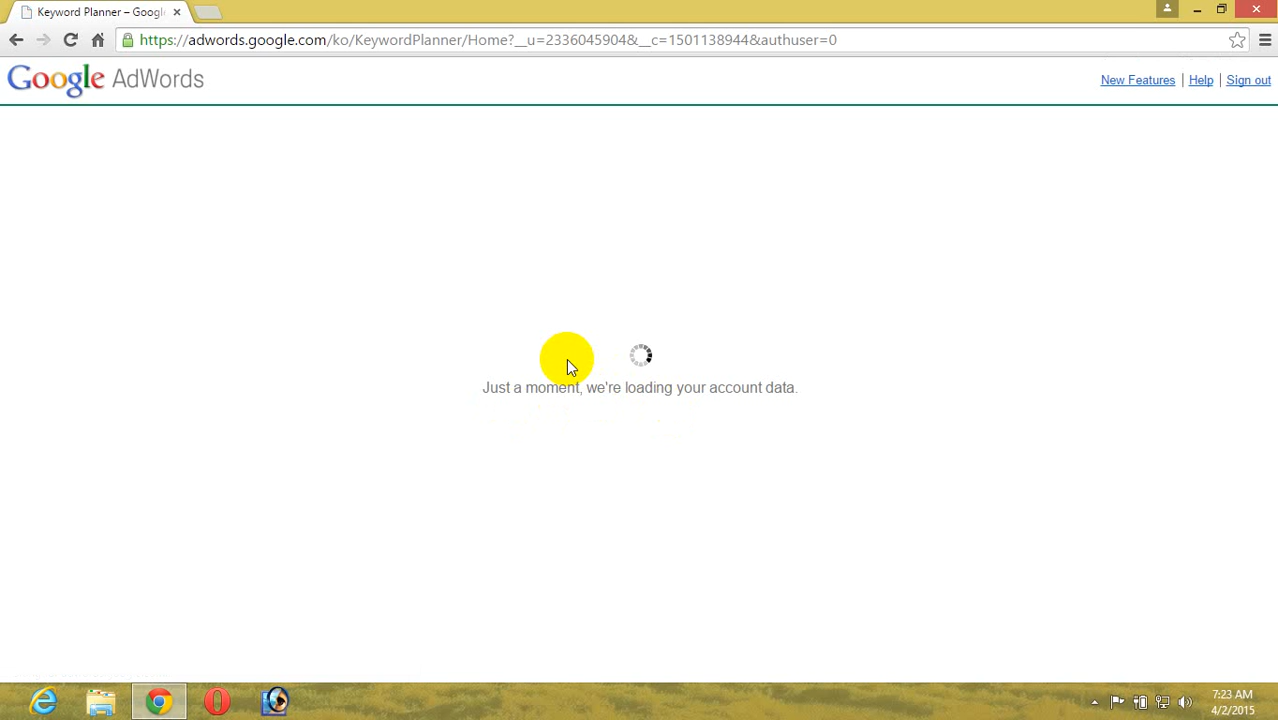 Keyword Planner – Googl
https://adwords.google.com/ko/KeywordPlanner/Home?__u=2336045904&__c=1501138944&authuser=0
Google AdWords
New Features | Help | Sign out
Just a moment, we're loading your account data.
7:23 AM
4/2/2015